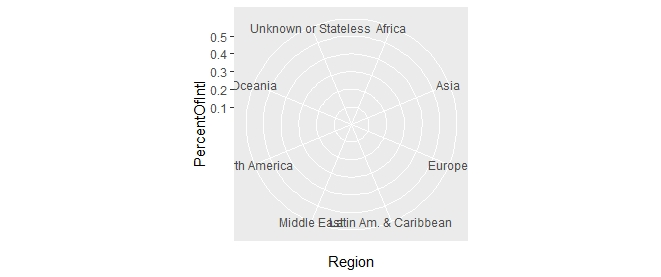 Unknown or Stateless Africa
0.5
0.4
0.3
Oceania Asia
0.2
0.1
PercentOfIntl
th America Europe
Middle East Latin Am. & Caribbean
Region